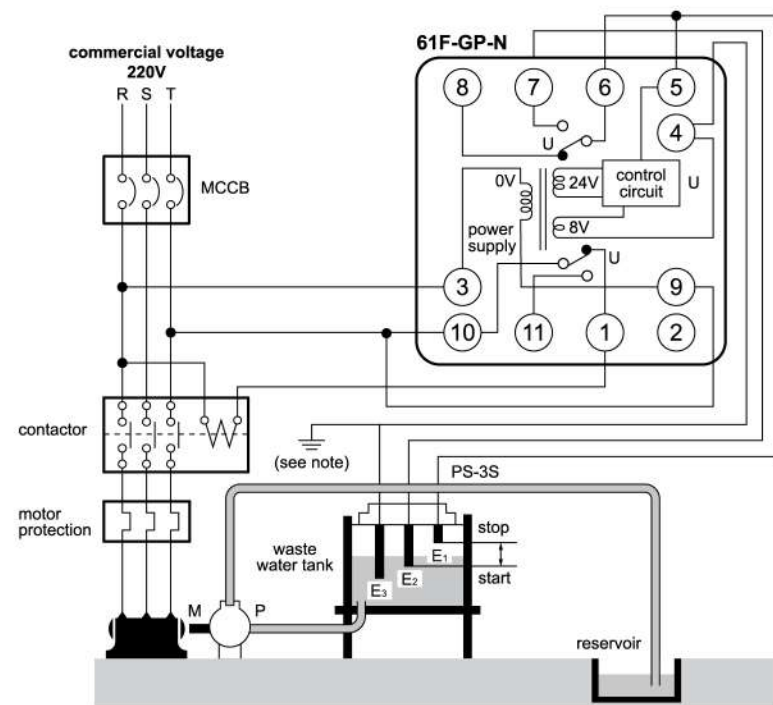 61F-GP-N
commercial voltage
220V
R S T
MCCB
8 7 6 5
4
U
0V 24V control
circuit U
power
supply 8V
U
3 9
10 11 1 2
contactor
(see note)
PS-3S
motor
protection
waste
water tank
stop
start
E1
E2
E3
M P
reservoir